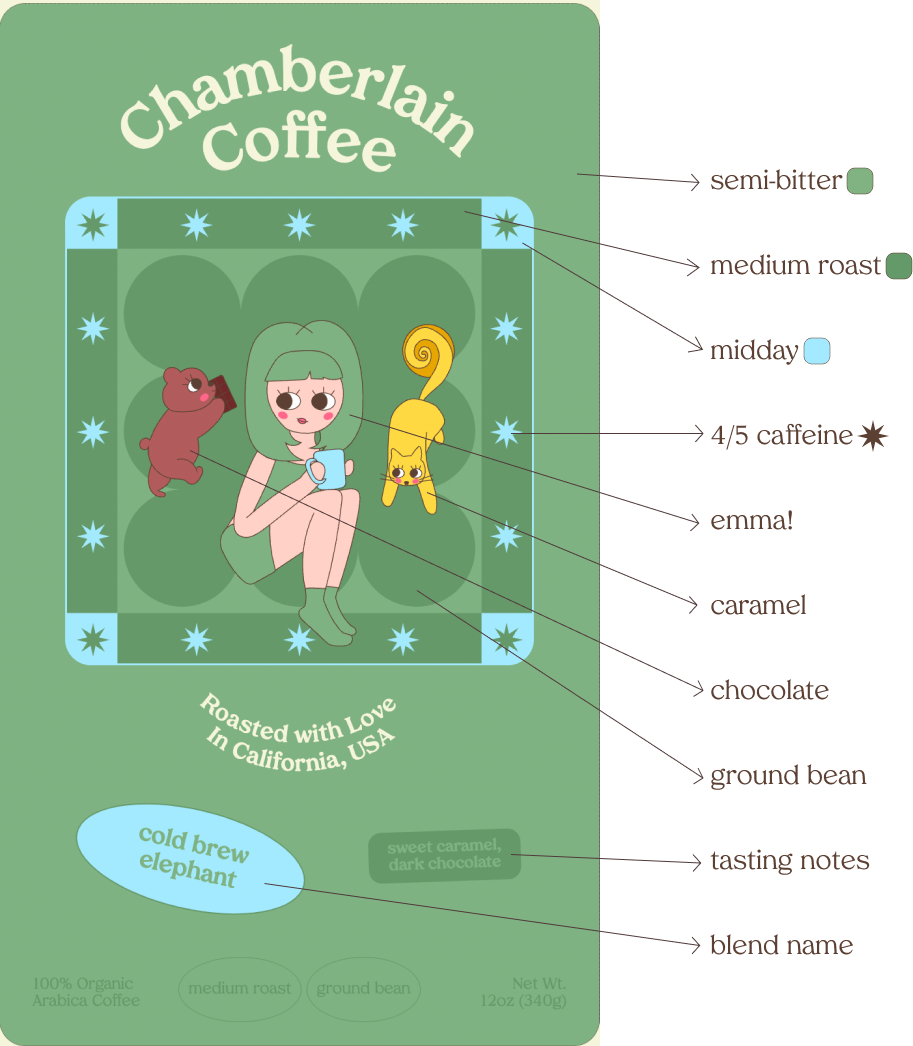 Chamberlain
Coffee
semi-bitter
medium roast
midday
4/5 caffeine
emma!
caramel
chocolate
ground bean
tasting notes
blend name
Roasted with Love
In California, USA
cold brew
elephant
sweet caramel,
dark chocolate
100% Organic
Arabica Coffee
medium roast
ground bean
Net Wt.
12oz (340g)